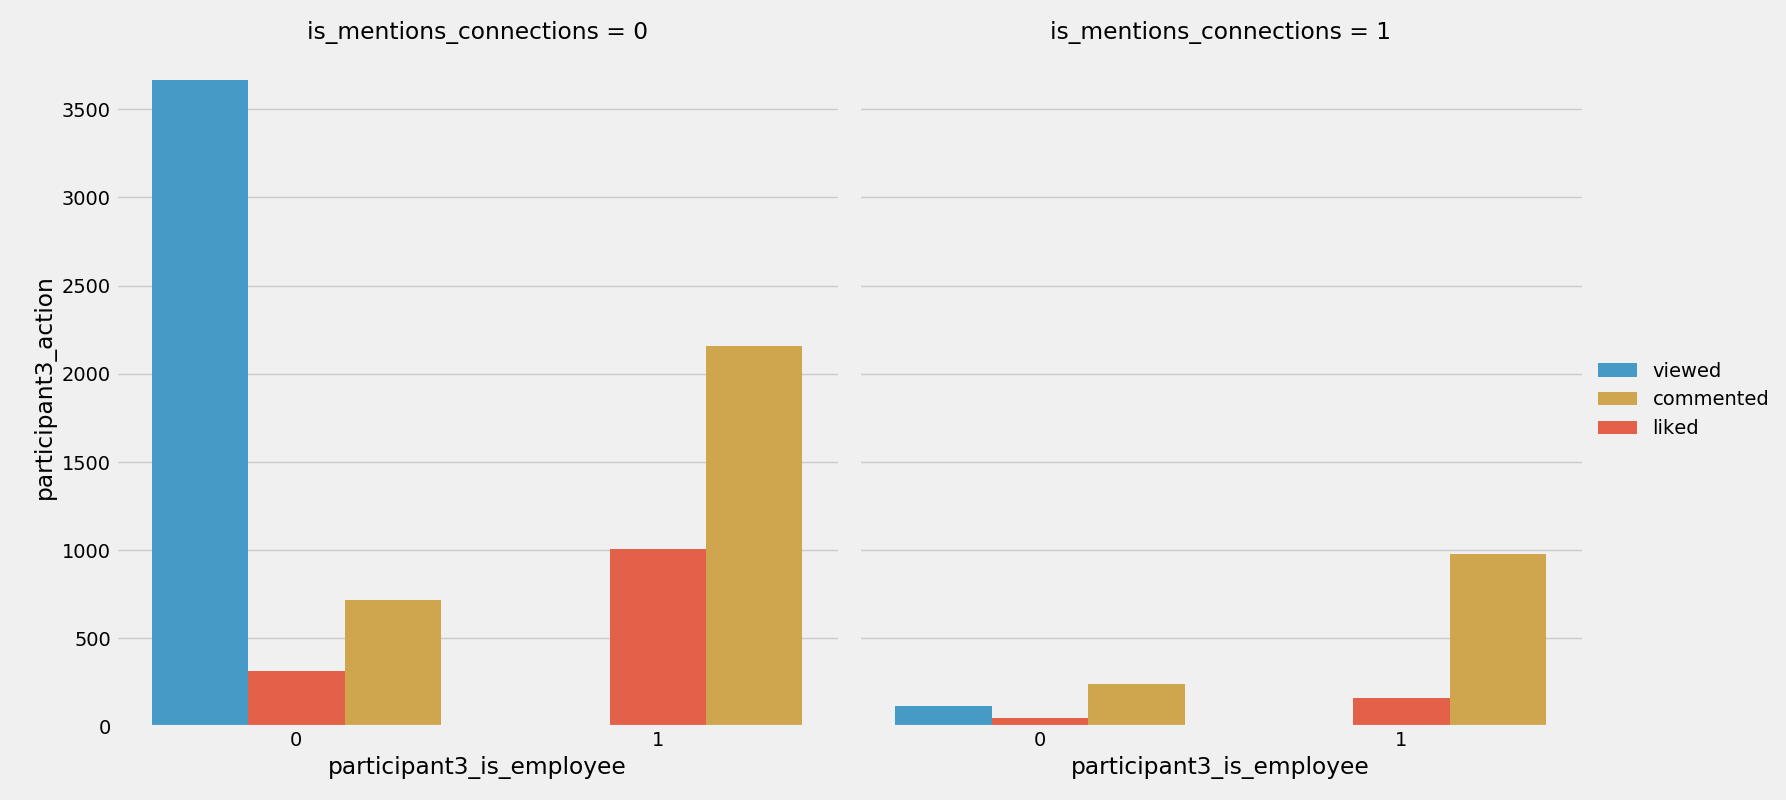 is_mentions_connections = 0
is_mentions_connections = 1
participant3_action
3500
3000
2500
2000
1500
1000
500
0
0
1
0
1
participant3_is_employee
participant3_is_employee
viewed
commented
liked